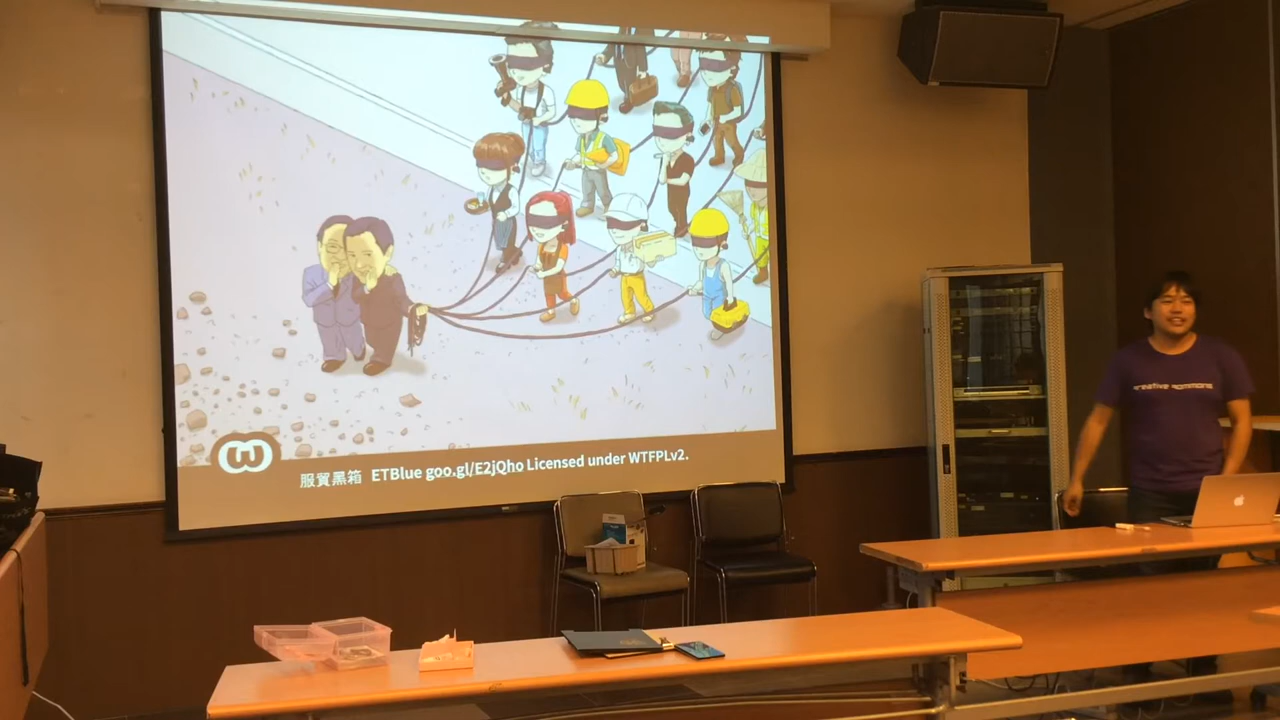 服貿黑箱 ETBlue goo.gl/E2jQho Licensed under WTFPLv2.
creative commons